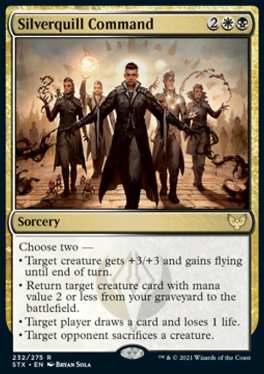 Silverquill Command 2
Sorcery
Choose two —
• Target creature gets +3/+3 and gains flying
until end of turn.
• Return target creature card with mana
value 2 or less from your graveyard to the
battlefield.
• Target player draws a card and loses 1 life.
• Target opponent sacrifices a creature.
232/275 R
STX • EN BRYAN SOLA
™ & © 2021 Wizards of the Coast